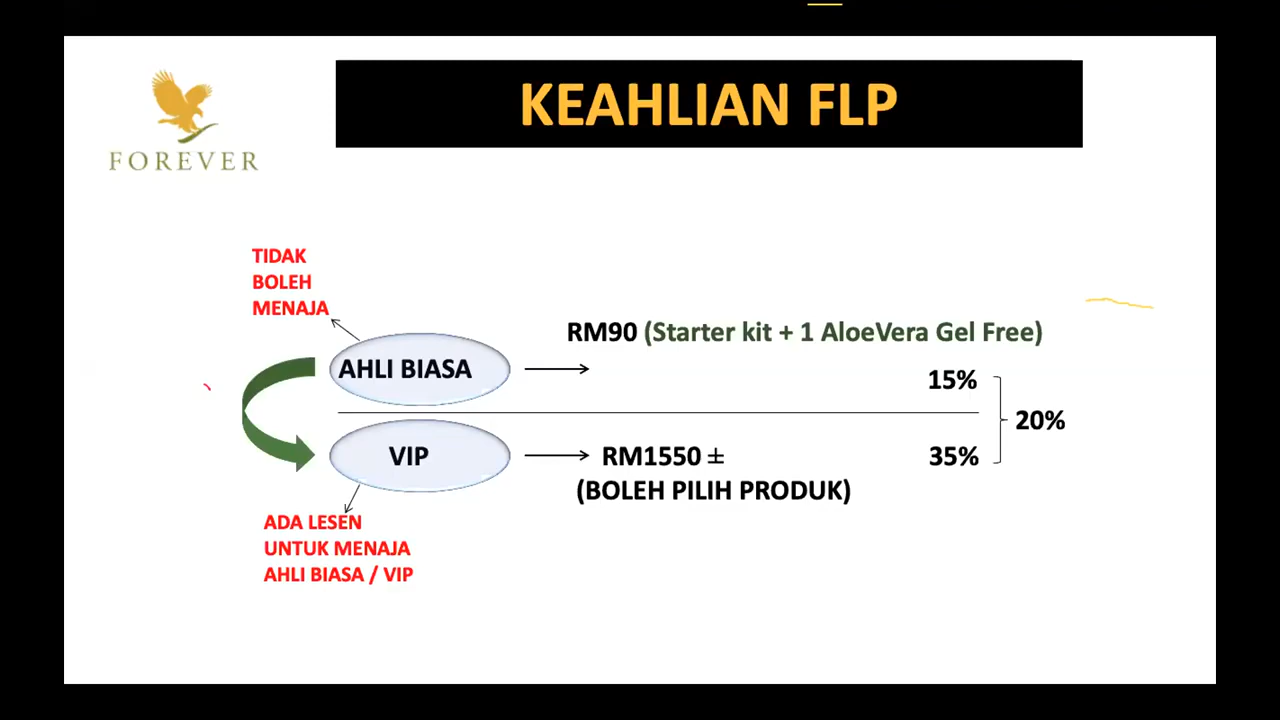 KEAHLIAN FLP
FOREVER
TIDAK
BOLEH
MENAJA
RM90 (Starter kit + 1 AloeVera Gel Free)
AHLI BIASA
15%
20%
VIP
RM1550 ±
35%
(BOLEH PILIH PRODUK)
ADA LESEN
UNTUK MENAJA
AHLI BIASA / VIP